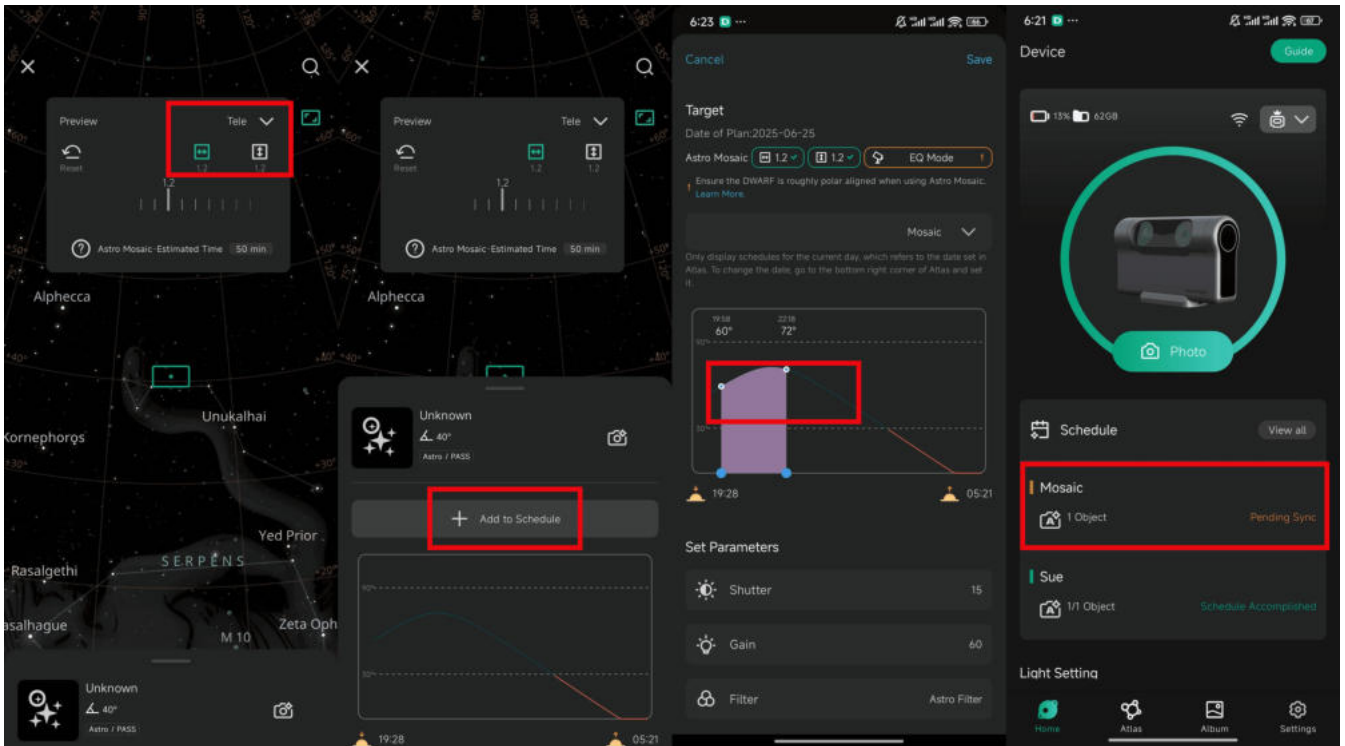 Preview
Tele
Reset
1.2
1.2
1.2
Astro Mosaic-Estimated Time
50 min
Alphecca
Unukalhai
Kornephoros
Yed Prior
SERPENS
Rasalgethi
asalhague
M 10
Zeta Oph
Unknown
40°
Astro / PASS
Preview
Tele
Reset
1.2
1.2
1.2
Astro Mosaic-Estimated Time
50 min
Alphecca
Unknown
40°
Astro / PASS
+ Add to Schedule
19:28
05:21
6:23
Cancel
Save
Target
Date of Plan:2025-06-25
Astro Mosaic 1.2 1.2 EQ Mode !
! Ensure the DWARF is roughly polar aligned when using Astro Mosaic.
Learn More.
Mosaic
Only display schedules for the current day, which refers to the date set in
Atlas. To change the date, go to the bottom right corner of Atlas and set
it.
19:58 22:18
60° 72°
19:28
05:21
Set Parameters
Shutter 15
Gain 60
Filter Astro Filter
6:21
Device
Guide
13% 62GB
Photo
Schedule
View all
Mosaic
1 Object
Pending Sync
Sue
1/1 Object
Schedule Accomplished
Light Setting
Home
Atlas
Album
Settings